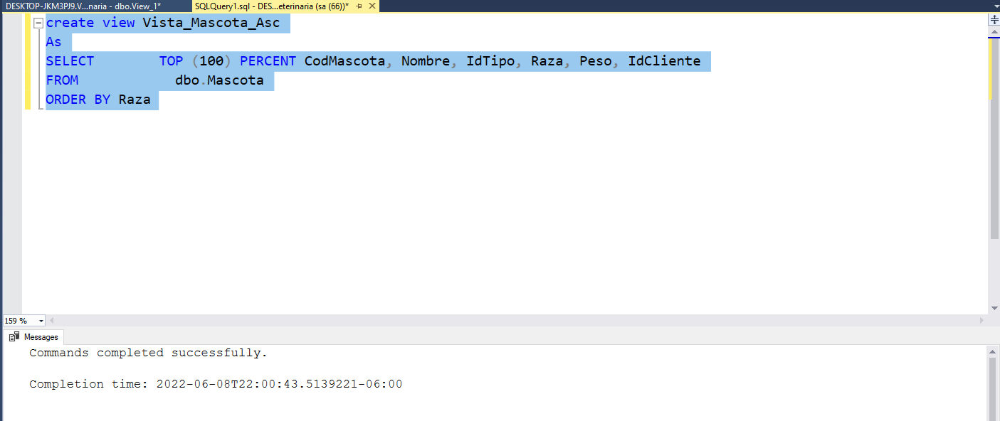 DESKTOP-JKM3PJ9.V...naria - dbo.View_1*
SQLQuery1.sql - DES...eterinaria (sa (66))*
create view Vista_Mascota_Asc
As
SELECT TOP (100) PERCENT CodMascota, Nombre, IdTipo, Raza, Peso, IdCliente
FROM dbo.Mascota
ORDER BY Raza
159 %
Messages
Commands completed successfully.
Completion time: 2022-06-08T22:00:43.5139221-06:00